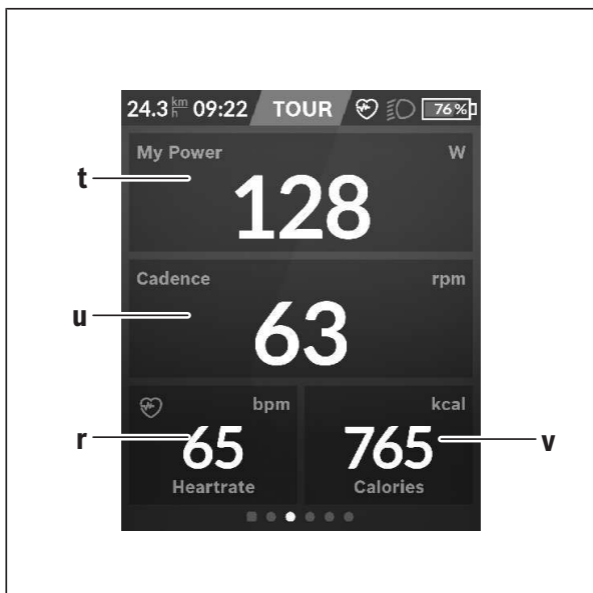 24.3 km/h 09:22 TOUR 76%
My Power W
t
128
Cadence rpm
u
63
bpm kcal
r 65 765 v
Heartrate Calories